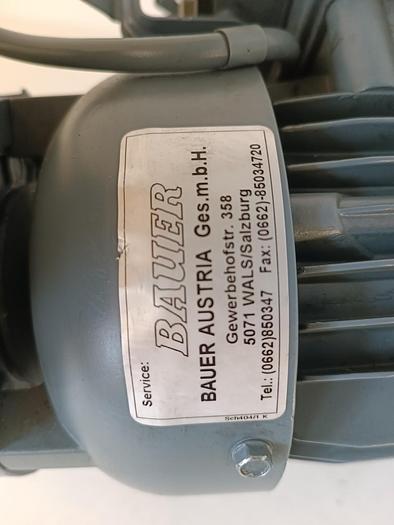 Service:
BAUER
BAUER AUSTRIA Ges.m.b.H.
Gewerbehofstr. 358
5071 WALS/Salzburg
Tel.:(0662)850347 Fax: (0662)-85034720
Sch404/1 K